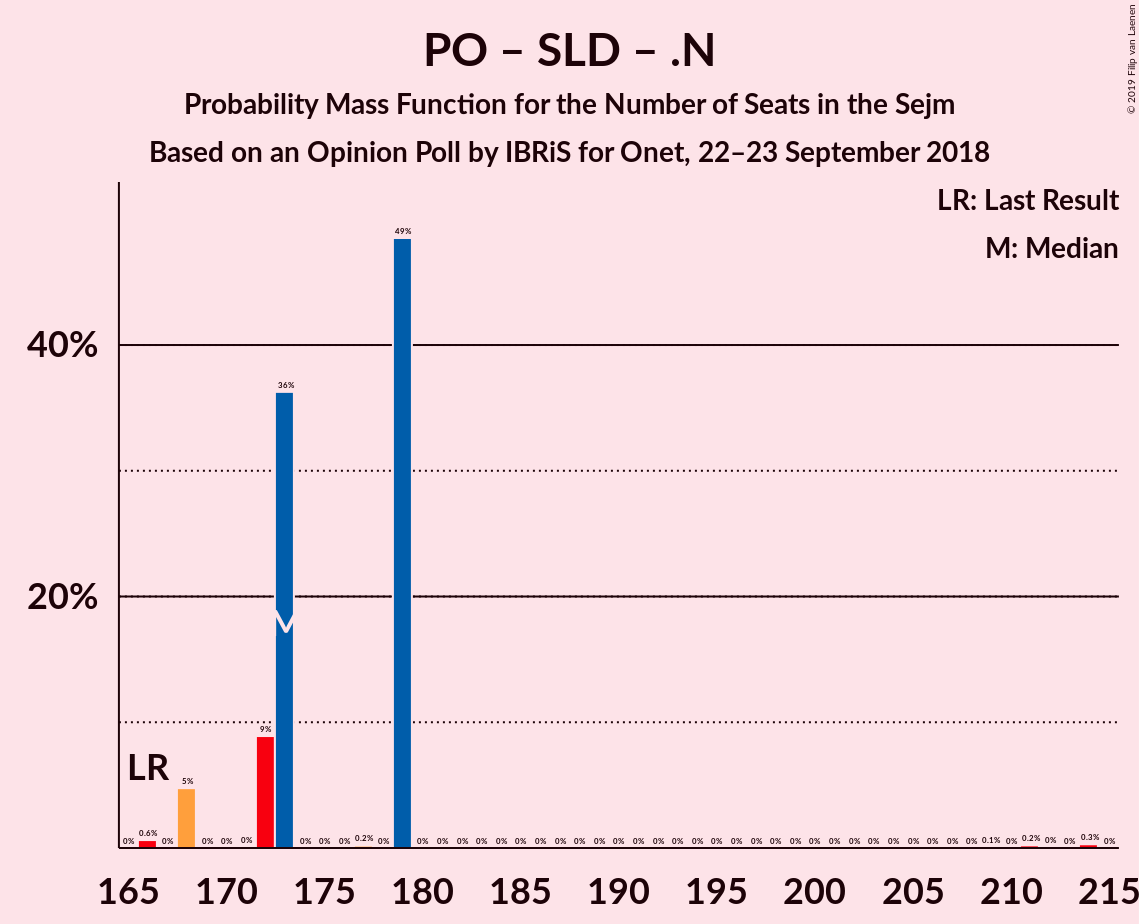 PO – SLD – .N
Probability Mass Function for the Number of Seats in the Sejm
Based on an Opinion Poll by IBRiS for Onet, 22–23 September 2018
© 2019 Filip van Laenen
LR: Last Result
M: Median
49%
40%
36%
20%
M
10%
9%
LR
5%
0% 0.6% 0% 0% 0% 0% 0% 0% 0% 0.2% 0% 0% 0% 0% 0% 0% 0% 0% 0% 0% 0% 0% 0% 0% 0% 0% 0% 0% 0% 0% 0% 0% 0% 0% 0% 0% 0% 0% 0.1% 0% 0.2% 0% 0% 0.3% 0%
165 170 175 180 185 190 195 200 205 210 215